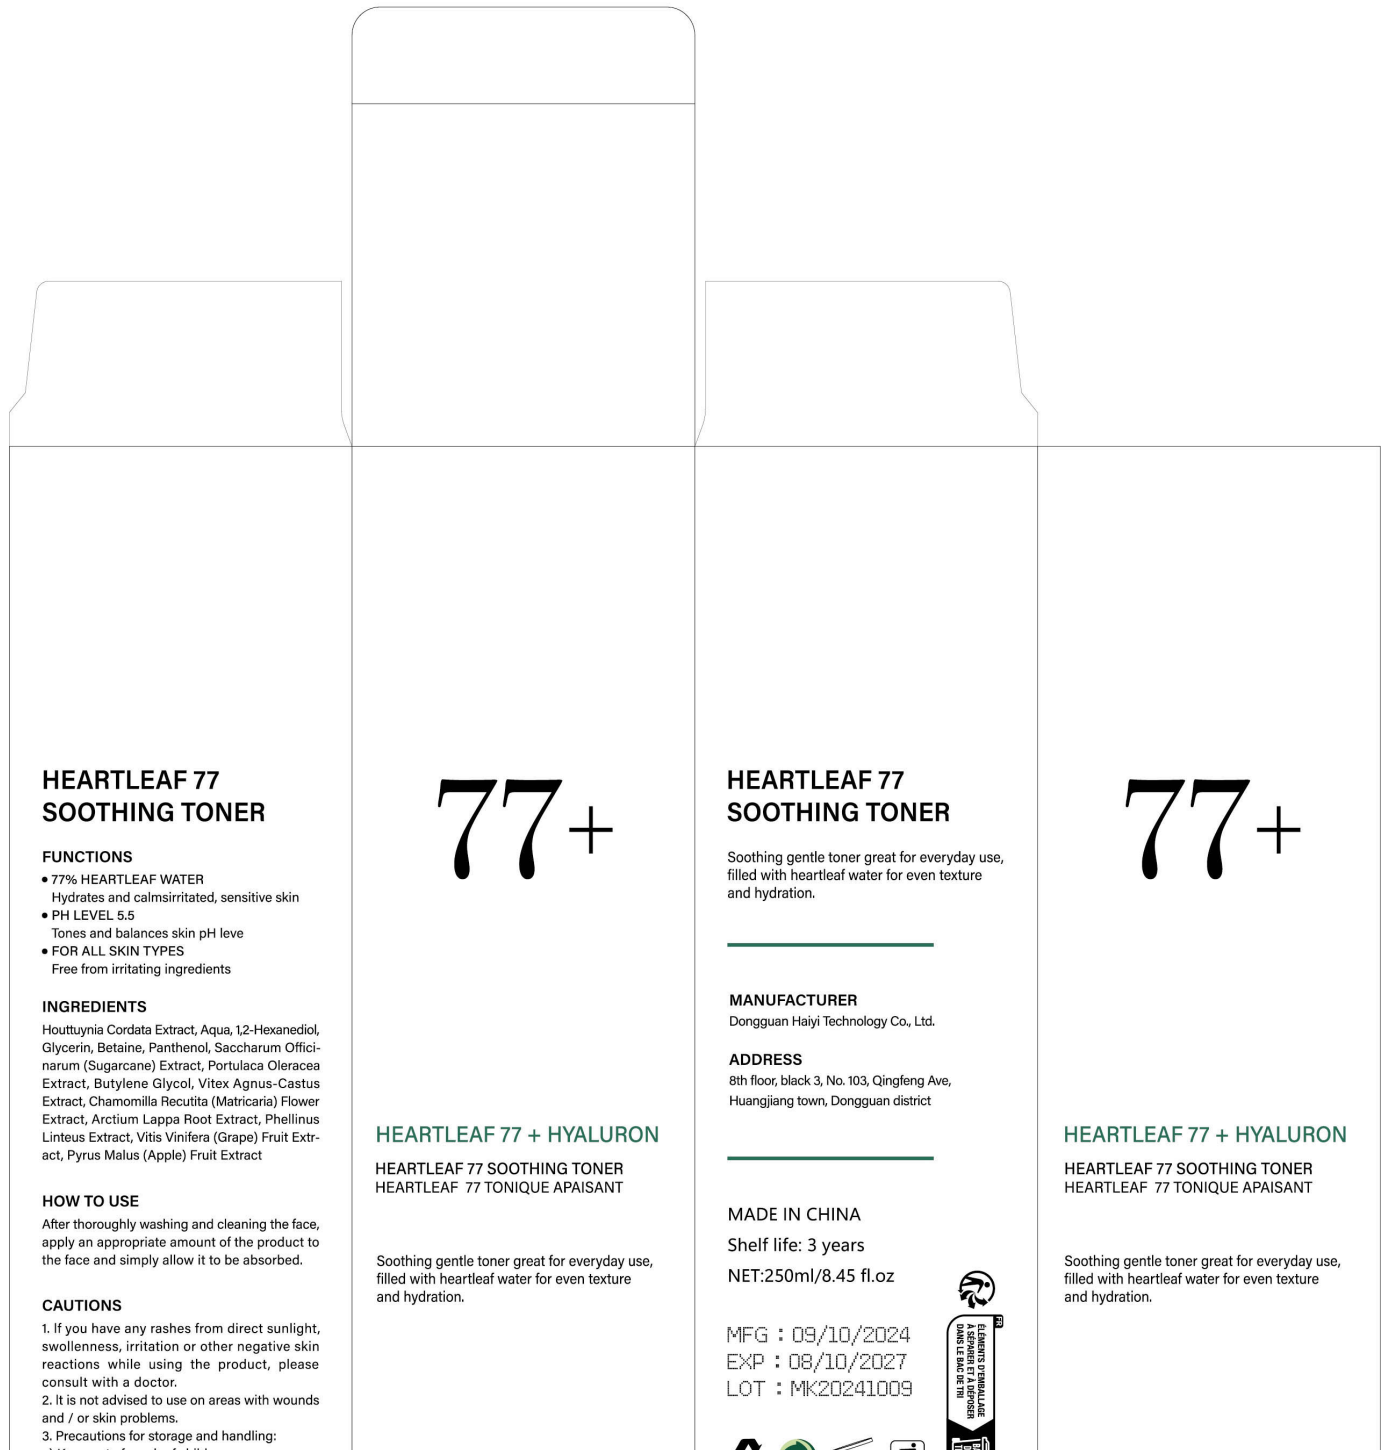 HEARTLEAF 77
SOOTHING TONER
FUNCTIONS
• 77% HEARTLEAF WATER
Hydrates and calmsirritated, sensitive skin
• PH LEVEL 5.5
Tones and balances skin pH leve
• FOR ALL SKIN TYPES
Free from irritating ingredients
INGREDIENTS
Houttuynia Cordata Extract, Aqua, 1,2-Hexanediol,
Glycerin, Betaine, Panthenol, Saccharum Offici-
narum (Sugarcane) Extract, Portulaca Oleracea
Extract, Butylene Glycol, Vitex Agnus-Castus
Extract, Chamomilla Recutita (Matricaria) Flower
Extract, Arctium Lappa Root Extract, Phellinus
Linteus Extract, Vitis Vinifera (Grape) Fruit Extr-
act, Pyrus Malus (Apple) Fruit Extract
HOW TO USE
After thoroughly washing and cleaning the face,
apply an appropriate amount of the product to
the face and simply allow it to be absorbed.
CAUTIONS
1. If you have any rashes from direct sunlight,
swollenness, irritation or other negative skin
reactions while using the product, please
consult with a doctor.
2. It is not advised to use on areas with wounds
and / or skin problems.
3. Precautions for storage and handling:
77+
HEARTLEAF 77 + HYALURON
HEARTLEAF 77 SOOTHING TONER
HEARTLEAF 77 TONIQUE APAISANT
Soothing gentle toner great for everyday use,
filled with heartleaf water for even texture
and hydration.
HEARTLEAF 77
SOOTHING TONER
Soothing gentle toner great for everyday use,
filled with heartleaf water for even texture
and hydration.
MANUFACTURER
Dongguan Haiyi Technology Co., Ltd.
ADDRESS
8th floor, black 3, No. 103, Qingfeng Ave,
Huangjiang town, Dongguan district
MADE IN CHINA
Shelf life: 3 years
NET:250ml/8.45 fl.oz
MFG : 09/10/2024
EXP : 08/10/2027
LOT : MK20241009
FR
ÉLÉMENTS D'EMBALLAGE
À SÉPARER ET À DÉPOSER
DANS LE BAC DE TRI
77+
HEARTLEAF 77 + HYALURON
HEARTLEAF 77 SOOTHING TONER
HEARTLEAF 77 TONIQUE APAISANT
Soothing gentle toner great for everyday use,
filled with heartleaf water for even texture
and hydration.